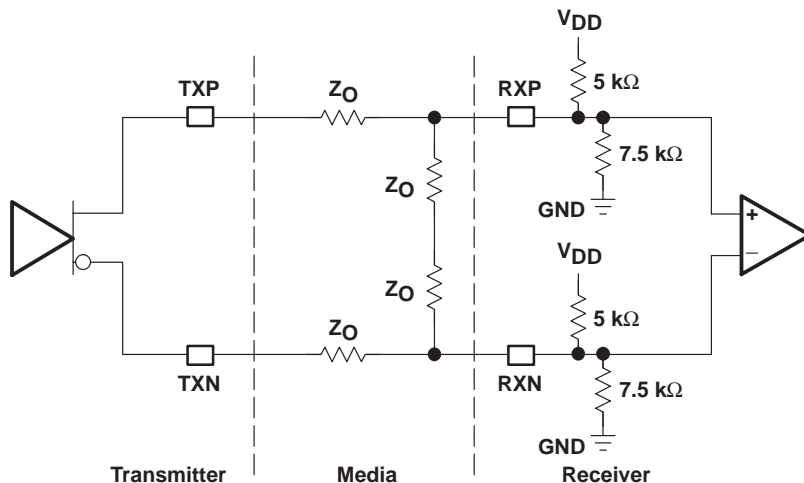 VDD
TXP
ZO
RXP
5 kΩ
7.5 kΩ
ZO
GND
+
VDD
−
ZO
5 kΩ
ZO
TXN
RXN
7.5 kΩ
GND
Transmitter
Media
Receiver